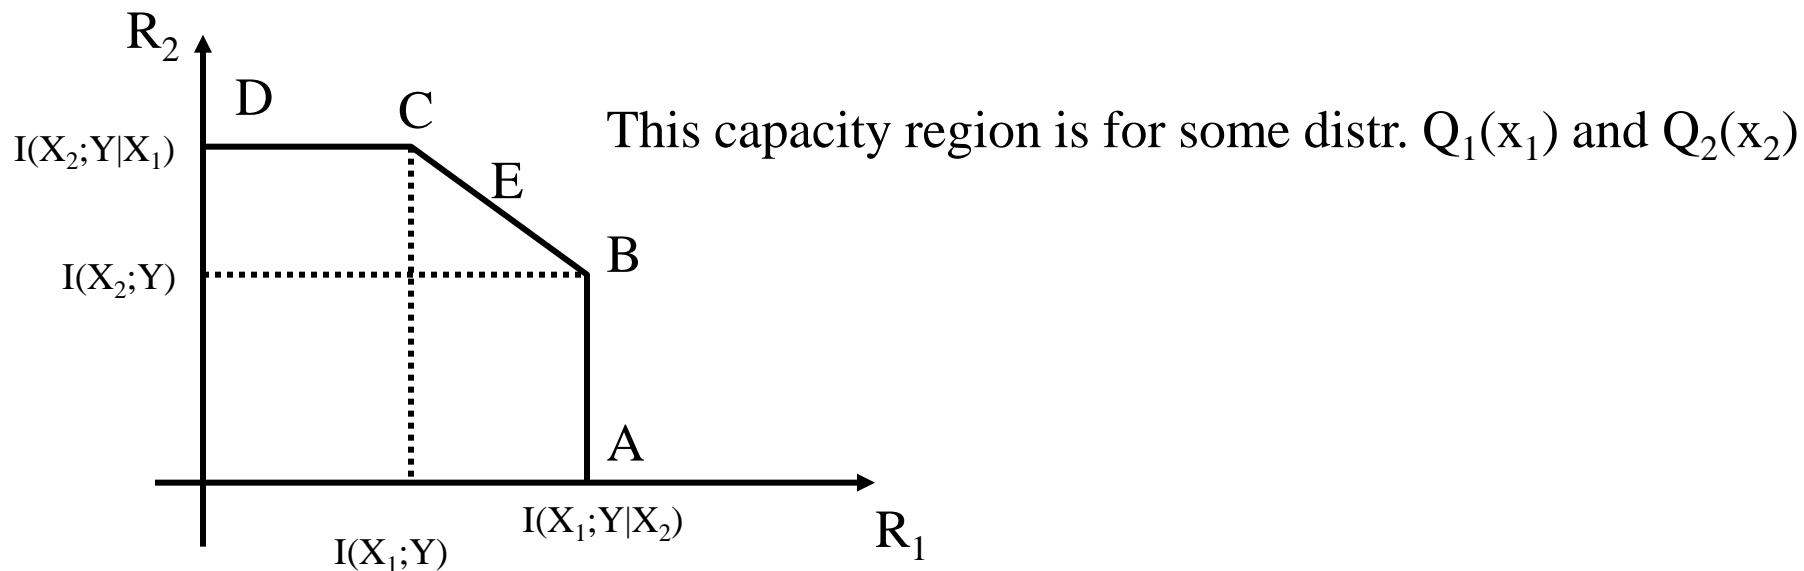 R₂
D
C
This capacity region is for some distr. Q₁(x₁) and Q₂(x₂)
I(X₂;Y|X₁)
E
B
I(X₂;Y)
A
I(X₁;Y|X₂)
R₁
I(X₁;Y)